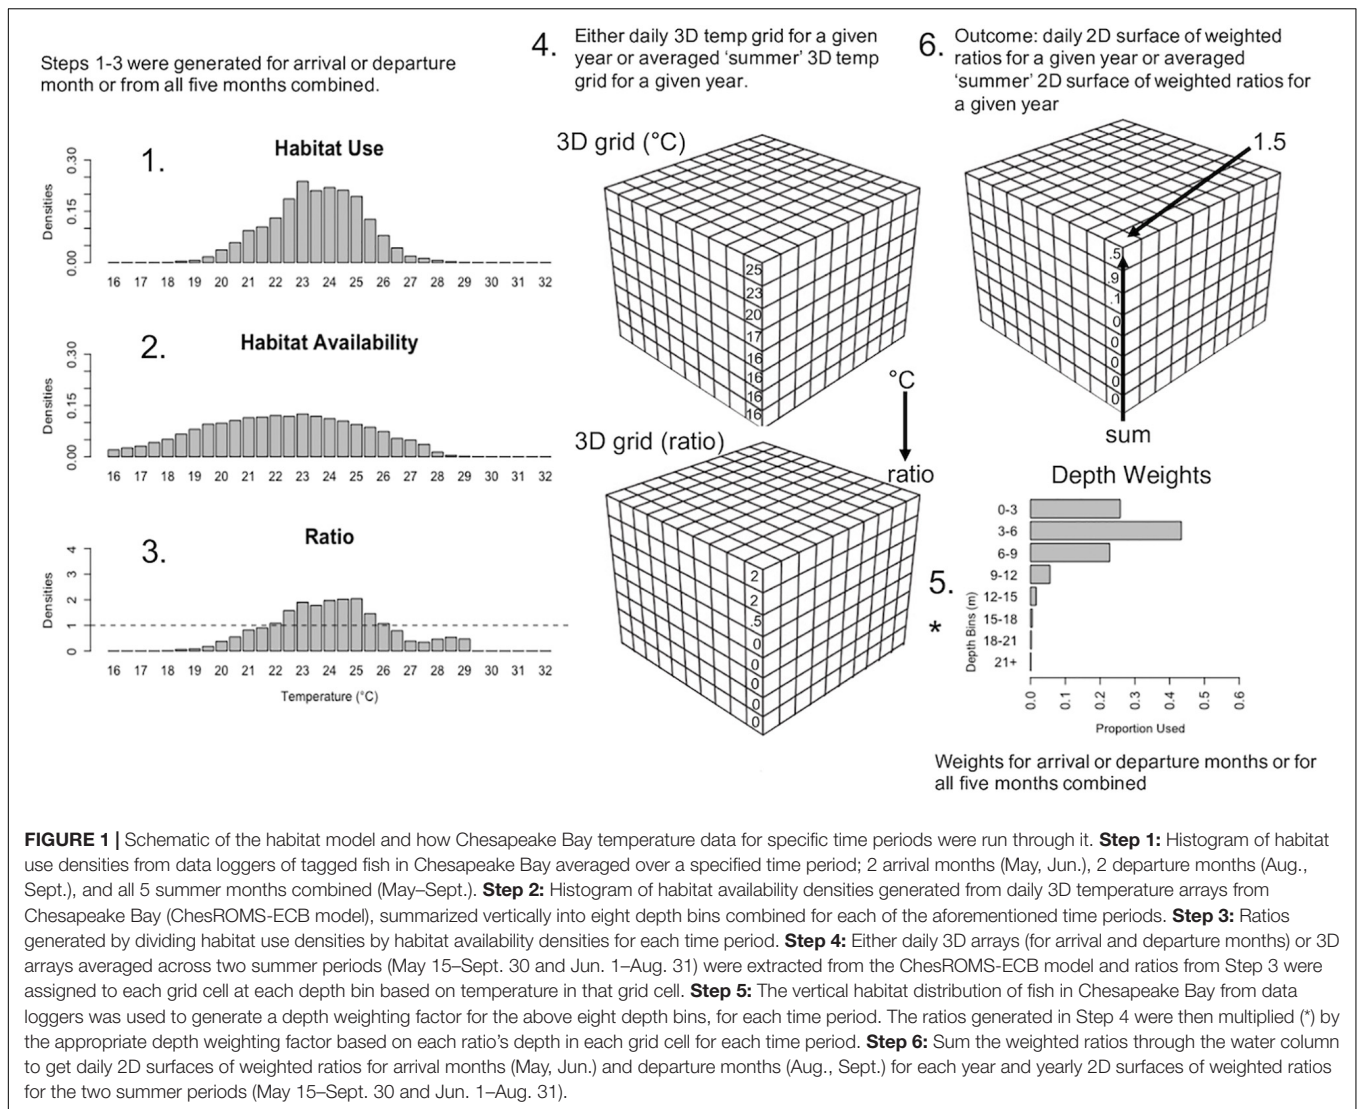 Steps 1-3 were generated for arrival or departure
month or from all five months combined.
1.
Habitat Use
Densities
0.00 0.15 0.30
16 17 18 19 20 21 22 23 24 25 26 27 28 29 30 31 32
2.
Habitat Availability
Densities
0.00 0.15 0.30
16 17 18 19 20 21 22 23 24 25 26 27 28 29 30 31 32
3.
Ratio
Densities
0 1 2 3 4
16 17 18 19 20 21 22 23 24 25 26 27 28 29 30 31 32
Temperature (°C)
4.
Either daily 3D temp grid for a given
year or averaged ‘summer’ 3D temp
grid for a given year.
3D grid (°C)
25
23
20
17
16
16
16
16
°C
ratio
3D grid (ratio)
2
2
.5
0
0
0
0
0
6.
Outcome: daily 2D surface of weighted
ratios for a given year or averaged
‘summer’ 2D surface of weighted ratios for
a given year
1.5
.5
.9
.1
0
0
0
0
0
sum
Depth Weights
5.
*
Depth Bins (m)
0-3
3-6
6-9
9-12
12-15
15-18
18-21
21+
0.0 0.1 0.2 0.3 0.4 0.5 0.6
Proportion Used
Weights for arrival or departure months or for
all five months combined
FIGURE 1 | Schematic of the habitat model and how Chesapeake Bay temperature data for specific time periods were run through it. Step 1: Histogram of habitat
use densities from data loggers of tagged fish in Chesapeake Bay averaged over a specified time period; 2 arrival months (May, Jun.), 2 departure months (Aug.,
Sept.), and all 5 summer months combined (May–Sept.). Step 2: Histogram of habitat availability densities generated from daily 3D temperature arrays from
Chesapeake Bay (ChesROMS-ECB model), summarized vertically into eight depth bins combined for each of the aforementioned time periods. Step 3: Ratios
generated by dividing habitat use densities by habitat availability densities for each time period. Step 4: Either daily 3D arrays (for arrival and departure months) or 3D
arrays averaged across two summer periods (May 15–Sept. 30 and Jun. 1–Aug. 31) were extracted from the ChesROMS-ECB model and ratios from Step 3 were
assigned to each grid cell at each depth bin based on temperature in that grid cell. Step 5: The vertical habitat distribution of fish in Chesapeake Bay from data
loggers was used to generate a depth weighting factor for the above eight depth bins, for each time period. The ratios generated in Step 4 were then multiplied (*) by
the appropriate depth weighting factor based on each ratio’s depth in each grid cell for each time period. Step 6: Sum the weighted ratios through the water column
to get daily 2D surfaces of weighted ratios for arrival months (May, Jun.) and departure months (Aug., Sept.) for each year and yearly 2D surfaces of weighted ratios
for the two summer periods (May 15–Sept. 30 and Jun. 1–Aug. 31).